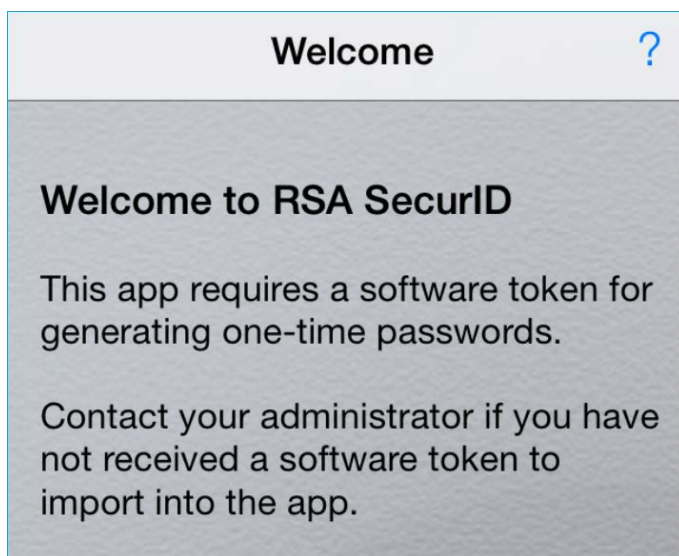 Welcome
?
Welcome to RSA SecurID
This app requires a software token for
generating one-time passwords.
Contact your administrator if you have
not received a software token to
import into the app.